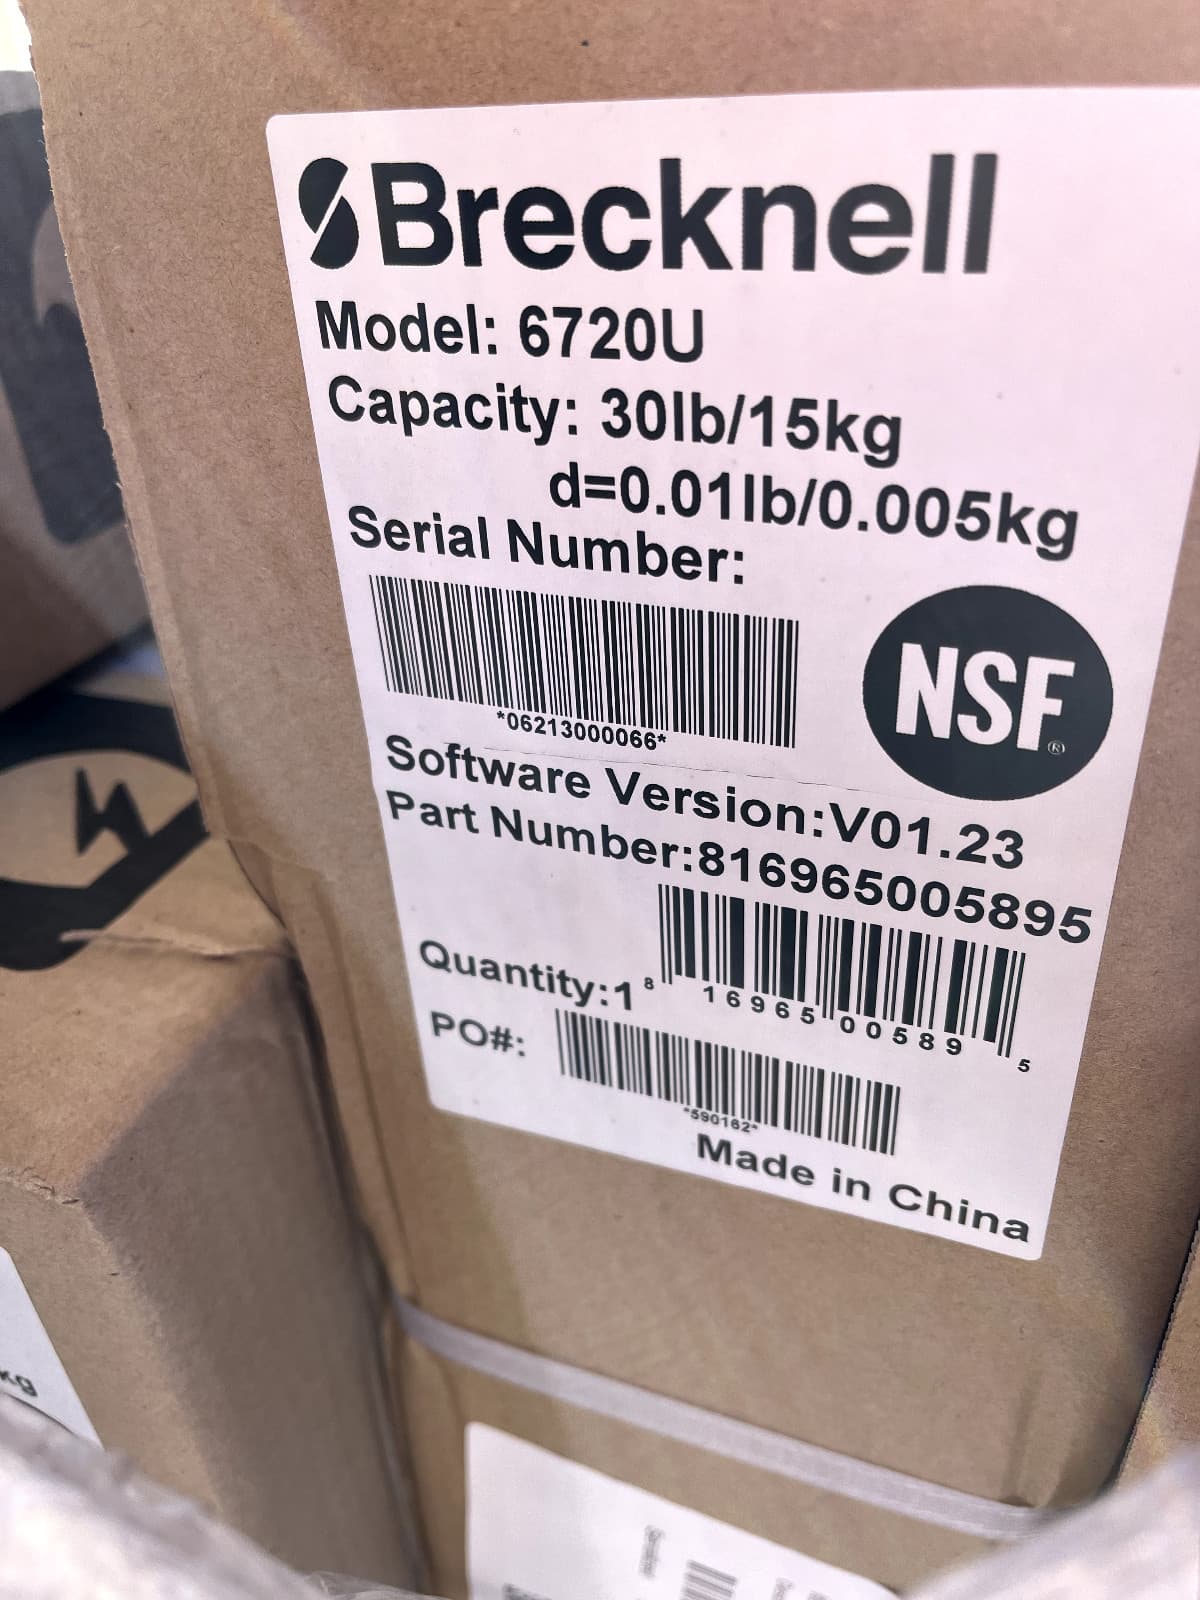 Brecknell
Model: 6720U
Capacity: 30lb/15kg
d=0.01lb/0.005kg
Serial Number:
*06213000066*
NSF®
Software Version:V01.23
Part Number:816965005895
8 16965 00589 5
Quantity:1
PO#:
*590162*
Made in China
kg